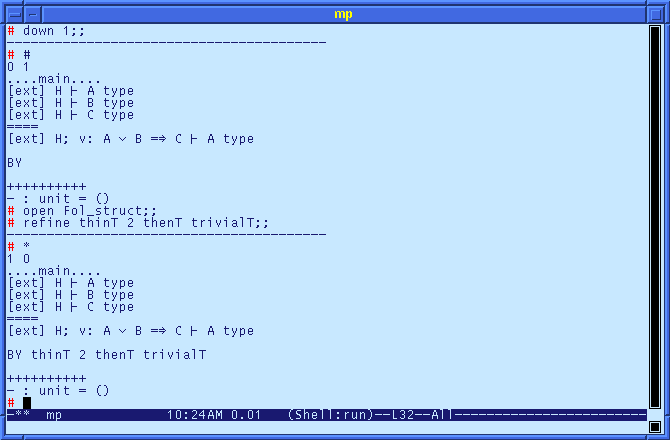 mp
# down 1;;
----------------------------------------
# #
0 1
....main....
[ext] H ⊢ A type
[ext] H ⊢ B type
[ext] H ⊢ C type
====
[ext] H; v: A ∨ B ⇒ C ⊢ A type
BY
++++++++++
- : unit = ()
# open Fol_struct;;
# refine thinT 2 thenT trivialT;;
----------------------------------------
# *
1 0
....main....
[ext] H ⊢ A type
[ext] H ⊢ B type
[ext] H ⊢ C type
====
[ext] H; v: A ∨ B ⇒ C ⊢ A type
BY thinT 2 thenT trivialT
++++++++++
- : unit = ()
#
-** mp 10:24AM 0.01 (Shell:run)--L32--All------------------------